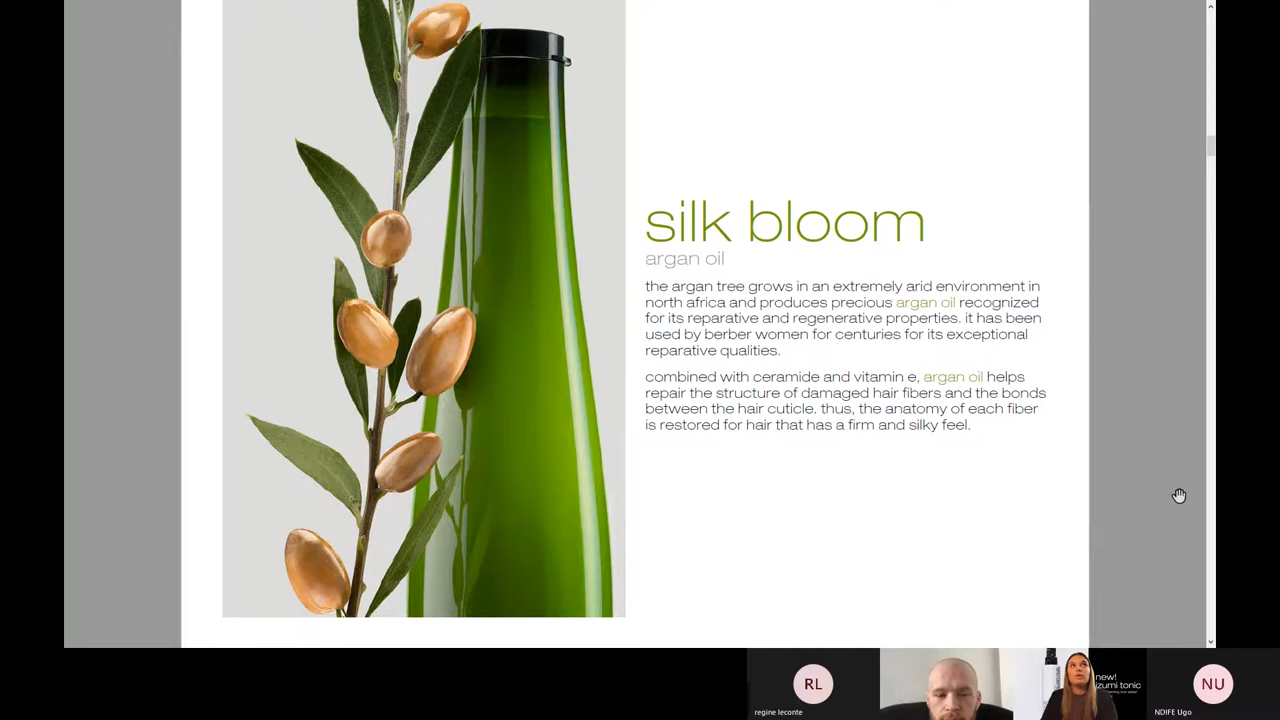 silk bloom
argan oil
the argan tree grows in an extremely arid environment in
north africa and produces precious argan oil recognized
for its reparative and regenerative properties. it has been
used by berber women for centuries for its exceptional
reparative qualities.
combined with ceramide and vitamin e, argan oil helps
repair the structure of damaged hair fibers and the bonds
between the hair cuticle. thus, the anatomy of each fiber
is restored for hair that has a firm and silky feel.
RL
regine leconte
new!
izumi tonic
NU
NDIFE Ugo